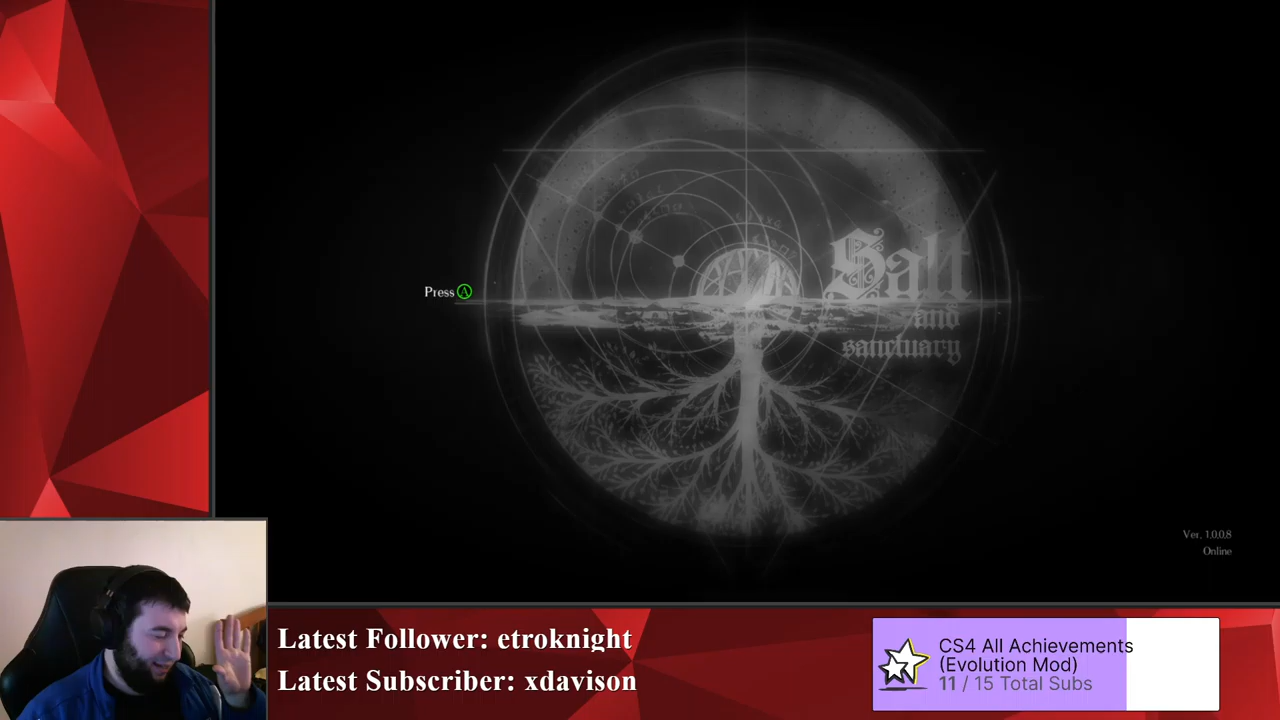 Press A
Salt
and
sanctuary
Ver. 1.0.0.8
Online
Latest Follower: etroknight
Latest Subscriber: xdavison
CS4 All Achievements
(Evolution Mod)
11 / 15 Total Subs